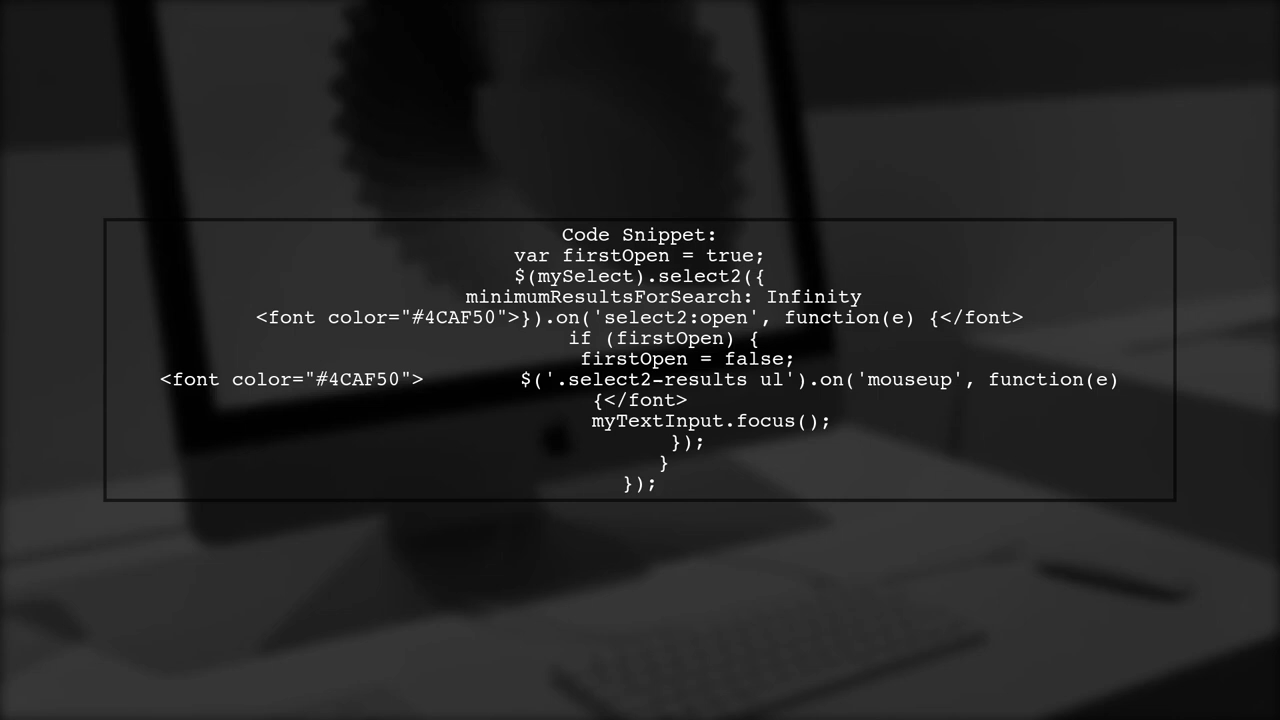 Code Snippet:
var firstOpen = true;
$(mySelect).select2({
minimumResultsForSearch: Infinity
<font color="#4CAF50">}).on('select2:open', function(e) {</font>
if (firstOpen) {
firstOpen = false;
<font color="#4CAF50">        $('.select2-results ul').on('mouseup', function(e)
{</font>
myTextInput.focus();
});
}
});